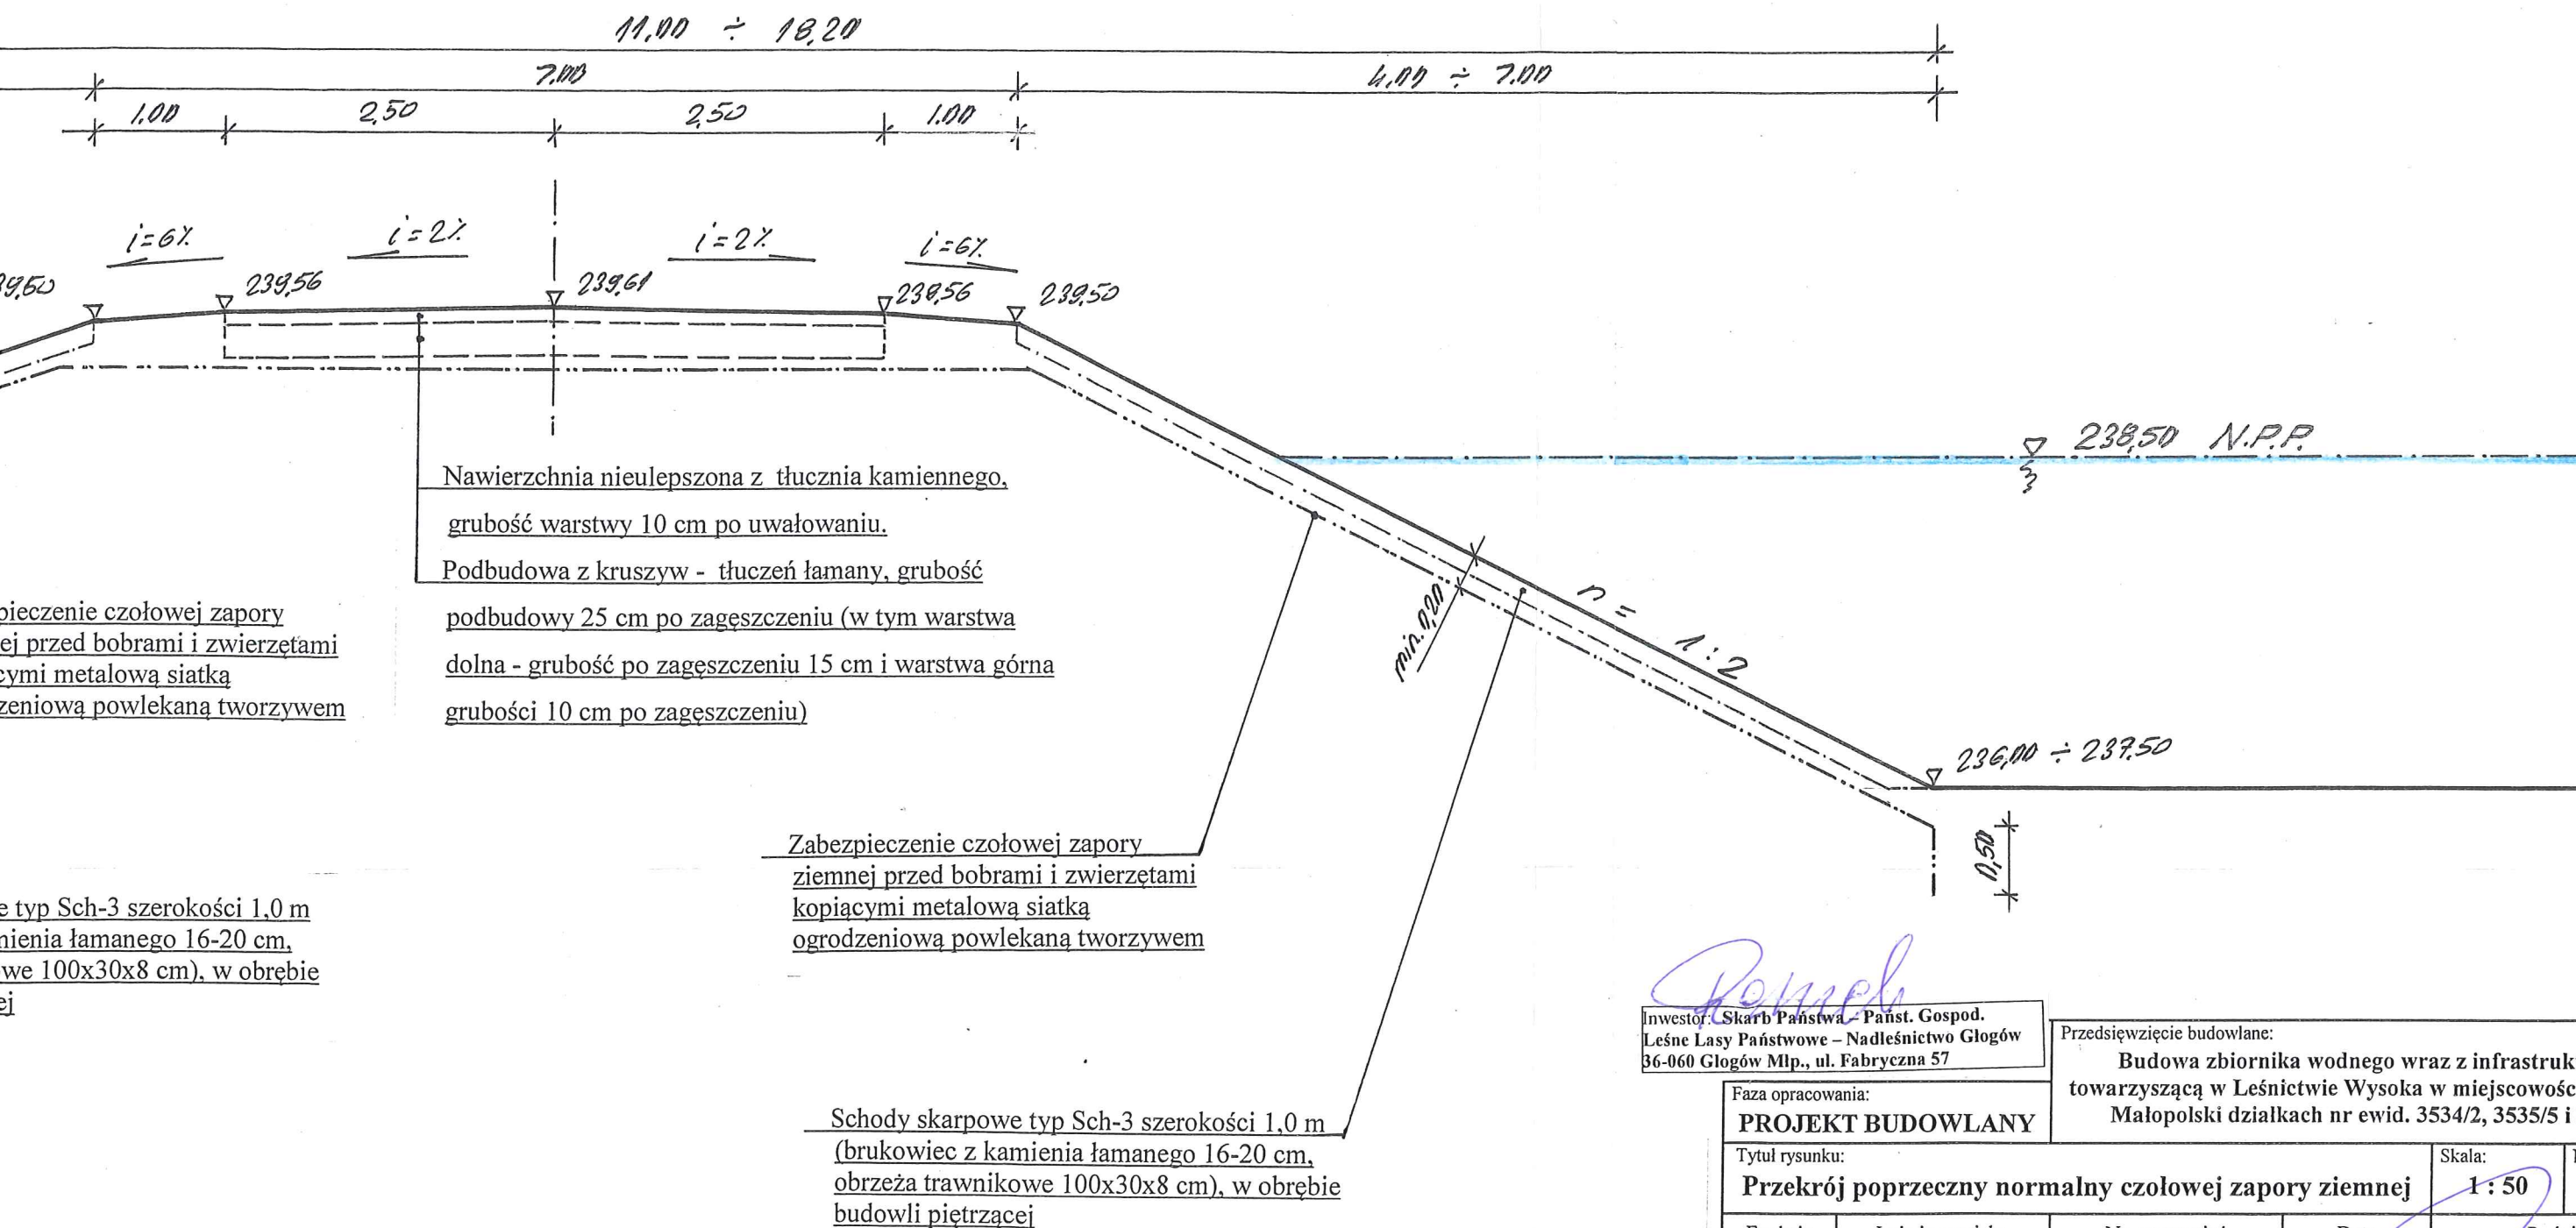 11,00 ÷ 18,20
7.00
4,00 ÷ 7.00
1.00
2,50
2,50
1.00
i=6%
i=2%
i=2%
i=6%
39,50
239,56
239,61
239,56
239,50
238,50 N.P.P.
Nawierzchnia nieulepszona z tłucznia kamiennego,
grubość warstwy 10 cm po uwałowaniu.
Podbudowa z kruszyw - tłuczeń łamany, grubość
podbudowy 25 cm po zagęszczeniu (w tym warstwa
dolna - grubość po zagęszczeniu 15 cm i warstwa górna
grubości 10 cm po zagęszczeniu)
pieczenie czołowej zapory
ej przed bobrami i zwierzętami
cymi metalową siatką
zeniową powlekaną tworzywem
min. 0,20
n = 1:2
236,00 ÷ 237.50
0,50
Zabezpieczenie czołowej zapory
ziemnej przed bobrami i zwierzętami
kopiącymi metalową siatką
ogrodzeniową powlekaną tworzywem
e typ Sch-3 szerokości 1,0 m
nienia łamanego 16-20 cm,
we 100x30x8 cm), w obrębie
ej
Schody skarpowe typ Sch-3 szerokości 1,0 m
(brukowiec z kamienia łamanego 16-20 cm,
obrzeża trawnikowe 100x30x8 cm), w obrębie
budowli piętrzącej
Inwestor: Skarb Państwa – Państ. Gospod.
Leśne Lasy Państwowe – Nadleśnictwo Głogów
36-060 Głogów Młp., ul. Fabryczna 57
Przedsięwzięcie budowlane:
Budowa zbiornika wodnego wraz z infrastruk
towarzyszącą w Leśnictwie Wysoka w miejscowośc
Małopolski działkach nr ewid. 3534/2, 3535/5 i
Faza opracowania:
PROJEKT BUDOWLANY
Tytuł rysunku:
Przekrój poprzeczny normalny czołowej zapory ziemnej
Skala:
1 : 50